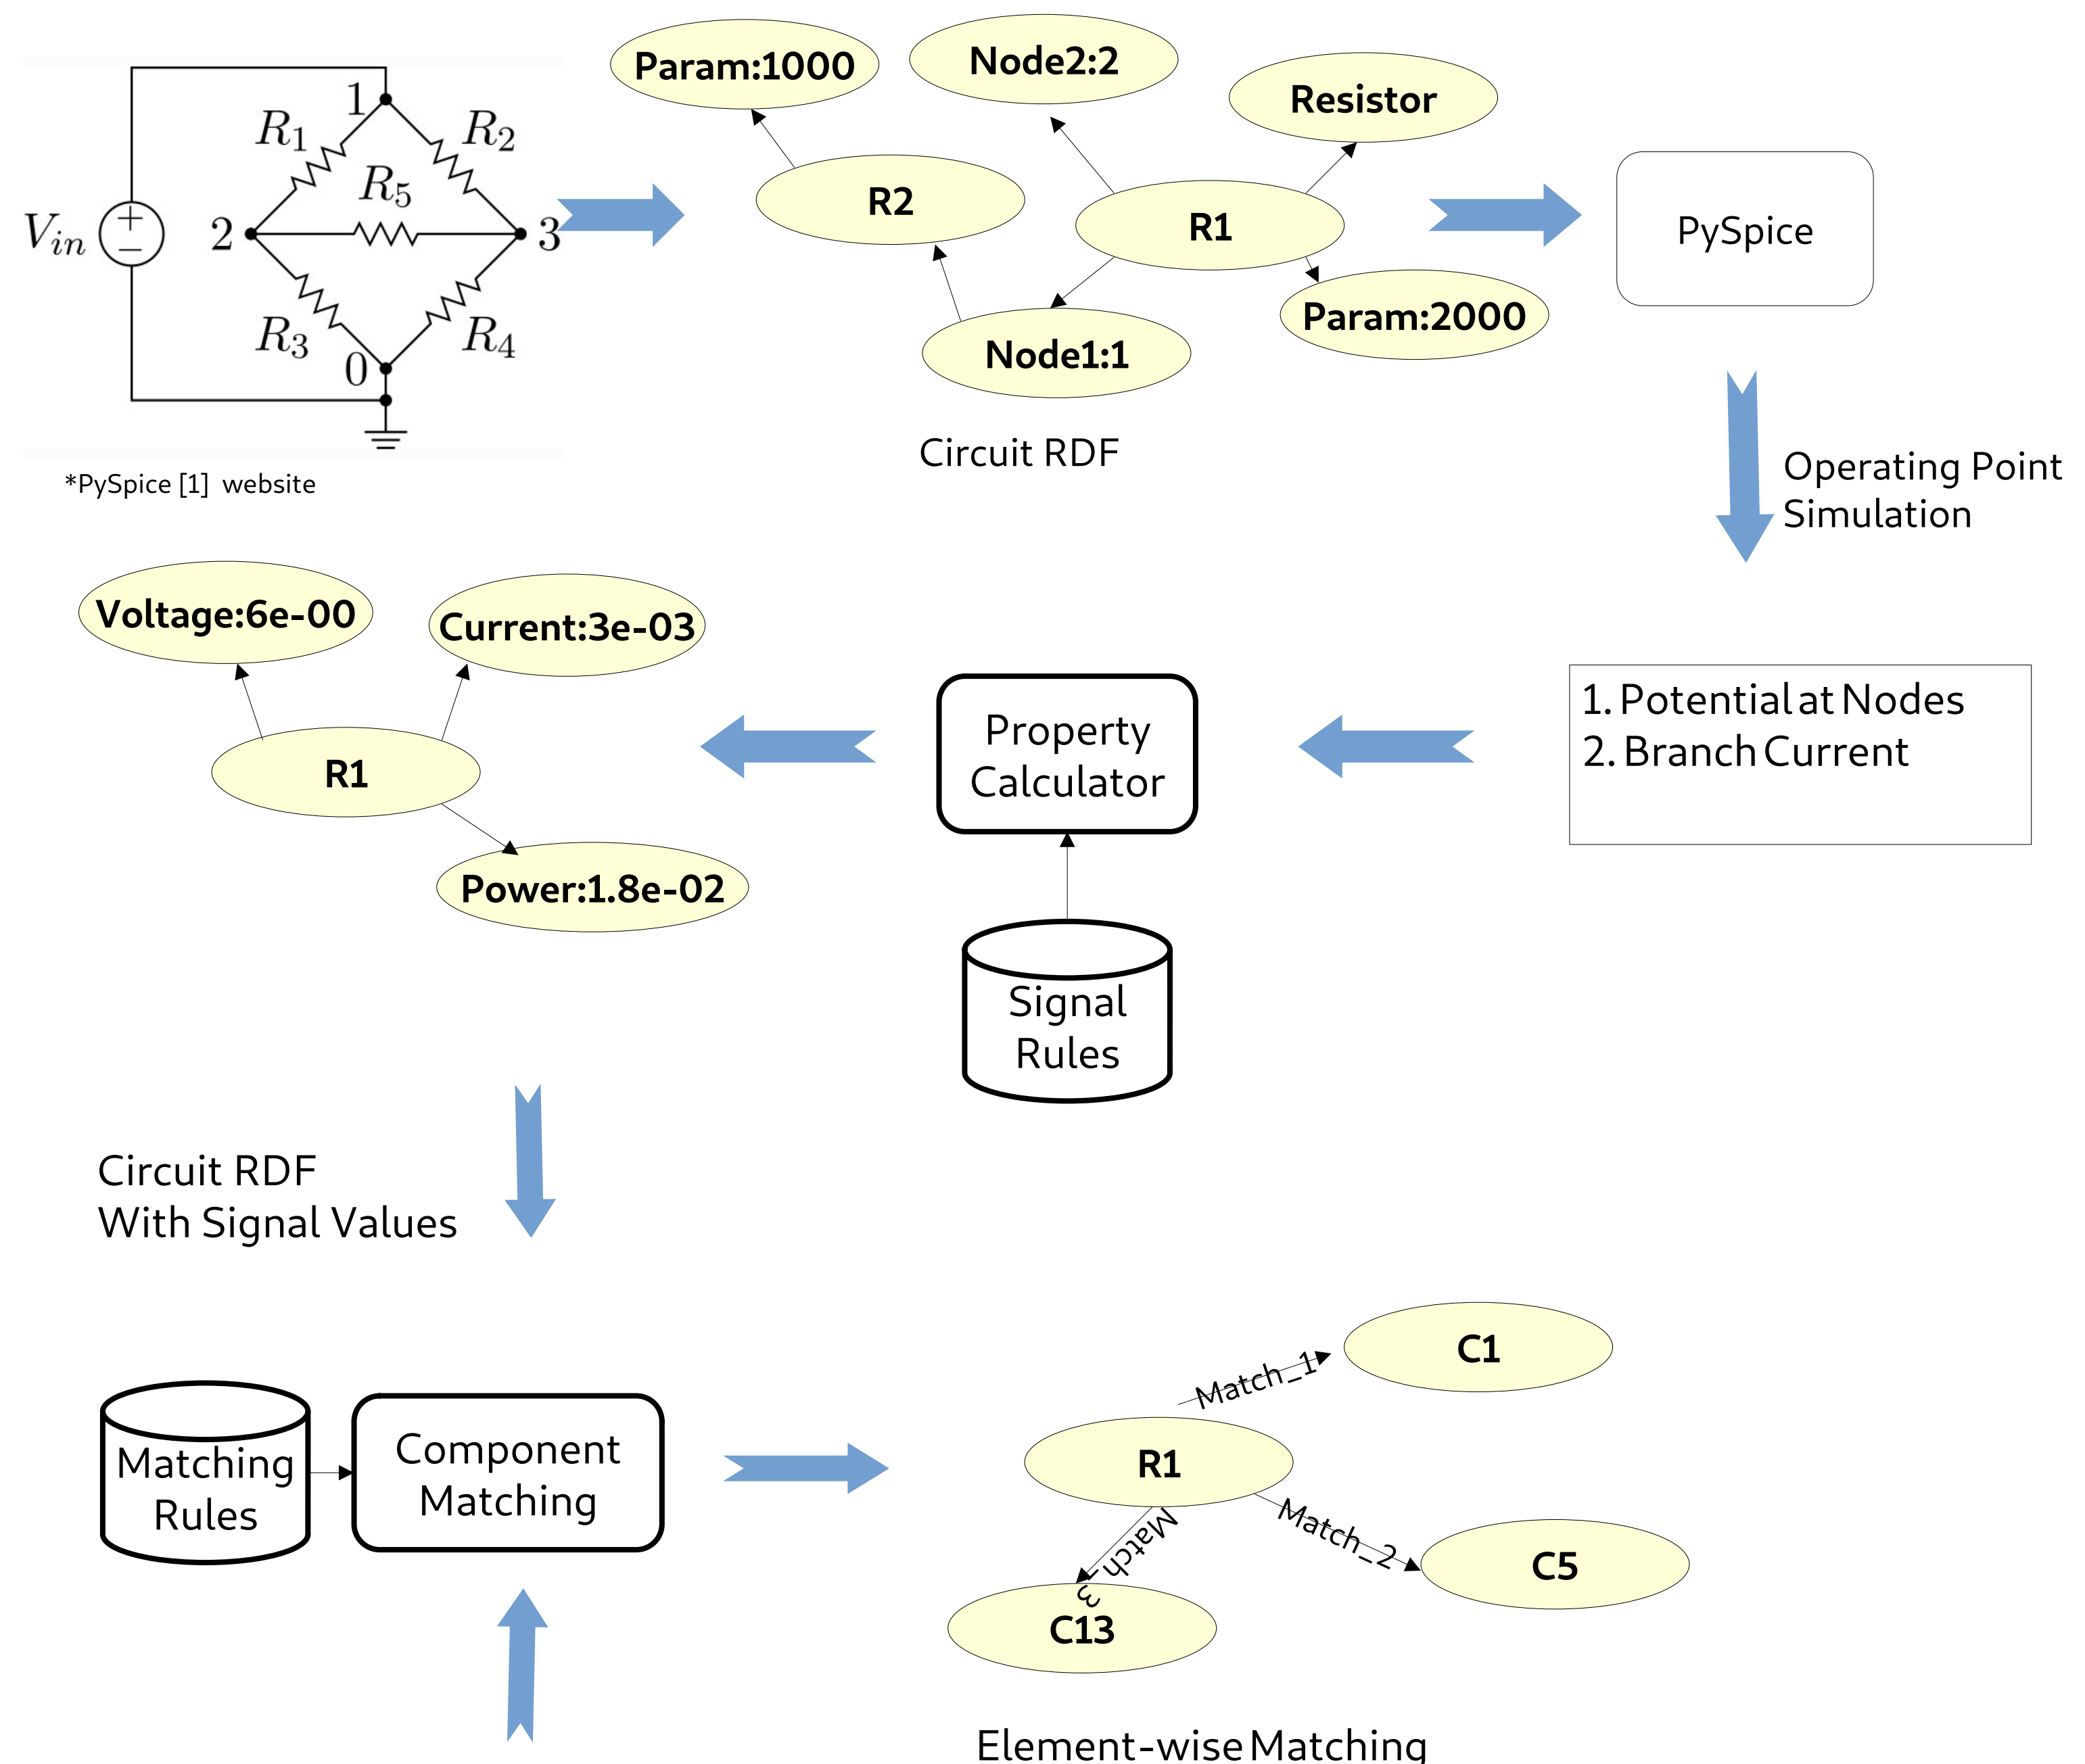 1
R1
R2
R5
Vin
+
−
2
3
R3
R4
0
*PySpice [1] website
Param:1000
Node2:2
Resistor
R2
R1
Param:2000
Node1:1
Circuit RDF
PySpice
Operating Point
Simulation
Voltage:6e-00
Current:3e-03
R1
Power:1.8e-02
Property
Calculator
1. Potential at Nodes
2. Branch Current
Signal
Rules
Circuit RDF
With Signal Values
Matching
Rules
Component
Matching
Match_1
C1
R1
Match_2
C5
Match_3
C13
Element-wise Matching